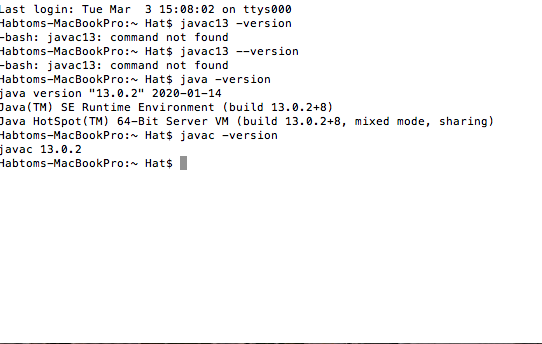 Last login: Tue Mar  3 15:08:02 on ttys000
Habtoms-MacBookPro:~ Hat$ javac13 -version
-bash: javac13: command not found
Habtoms-MacBookPro:~ Hat$ javac13 --version
-bash: javac13: command not found
Habtoms-MacBookPro:~ Hat$ java -version
java version "13.0.2" 2020-01-14
Java(TM) SE Runtime Environment (build 13.0.2+8)
Java HotSpot(TM) 64-Bit Server VM (build 13.0.2+8, mixed mode, sharing)
Habtoms-MacBookPro:~ Hat$ javac -version
javac 13.0.2
Habtoms-MacBookPro:~ Hat$